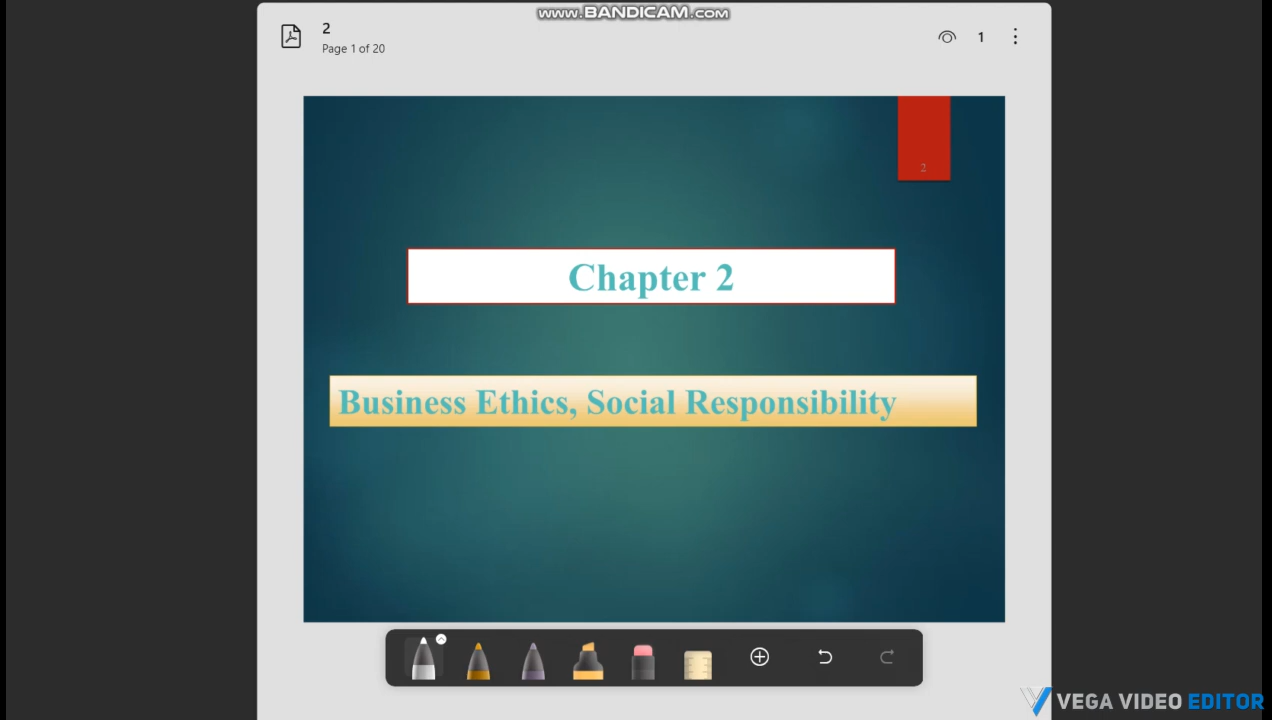 www.BANDICAM.com
2
Page 1 of 20
1
2
Chapter 2
Business Ethics, Social Responsibility
VEGA VIDEO EDITOR